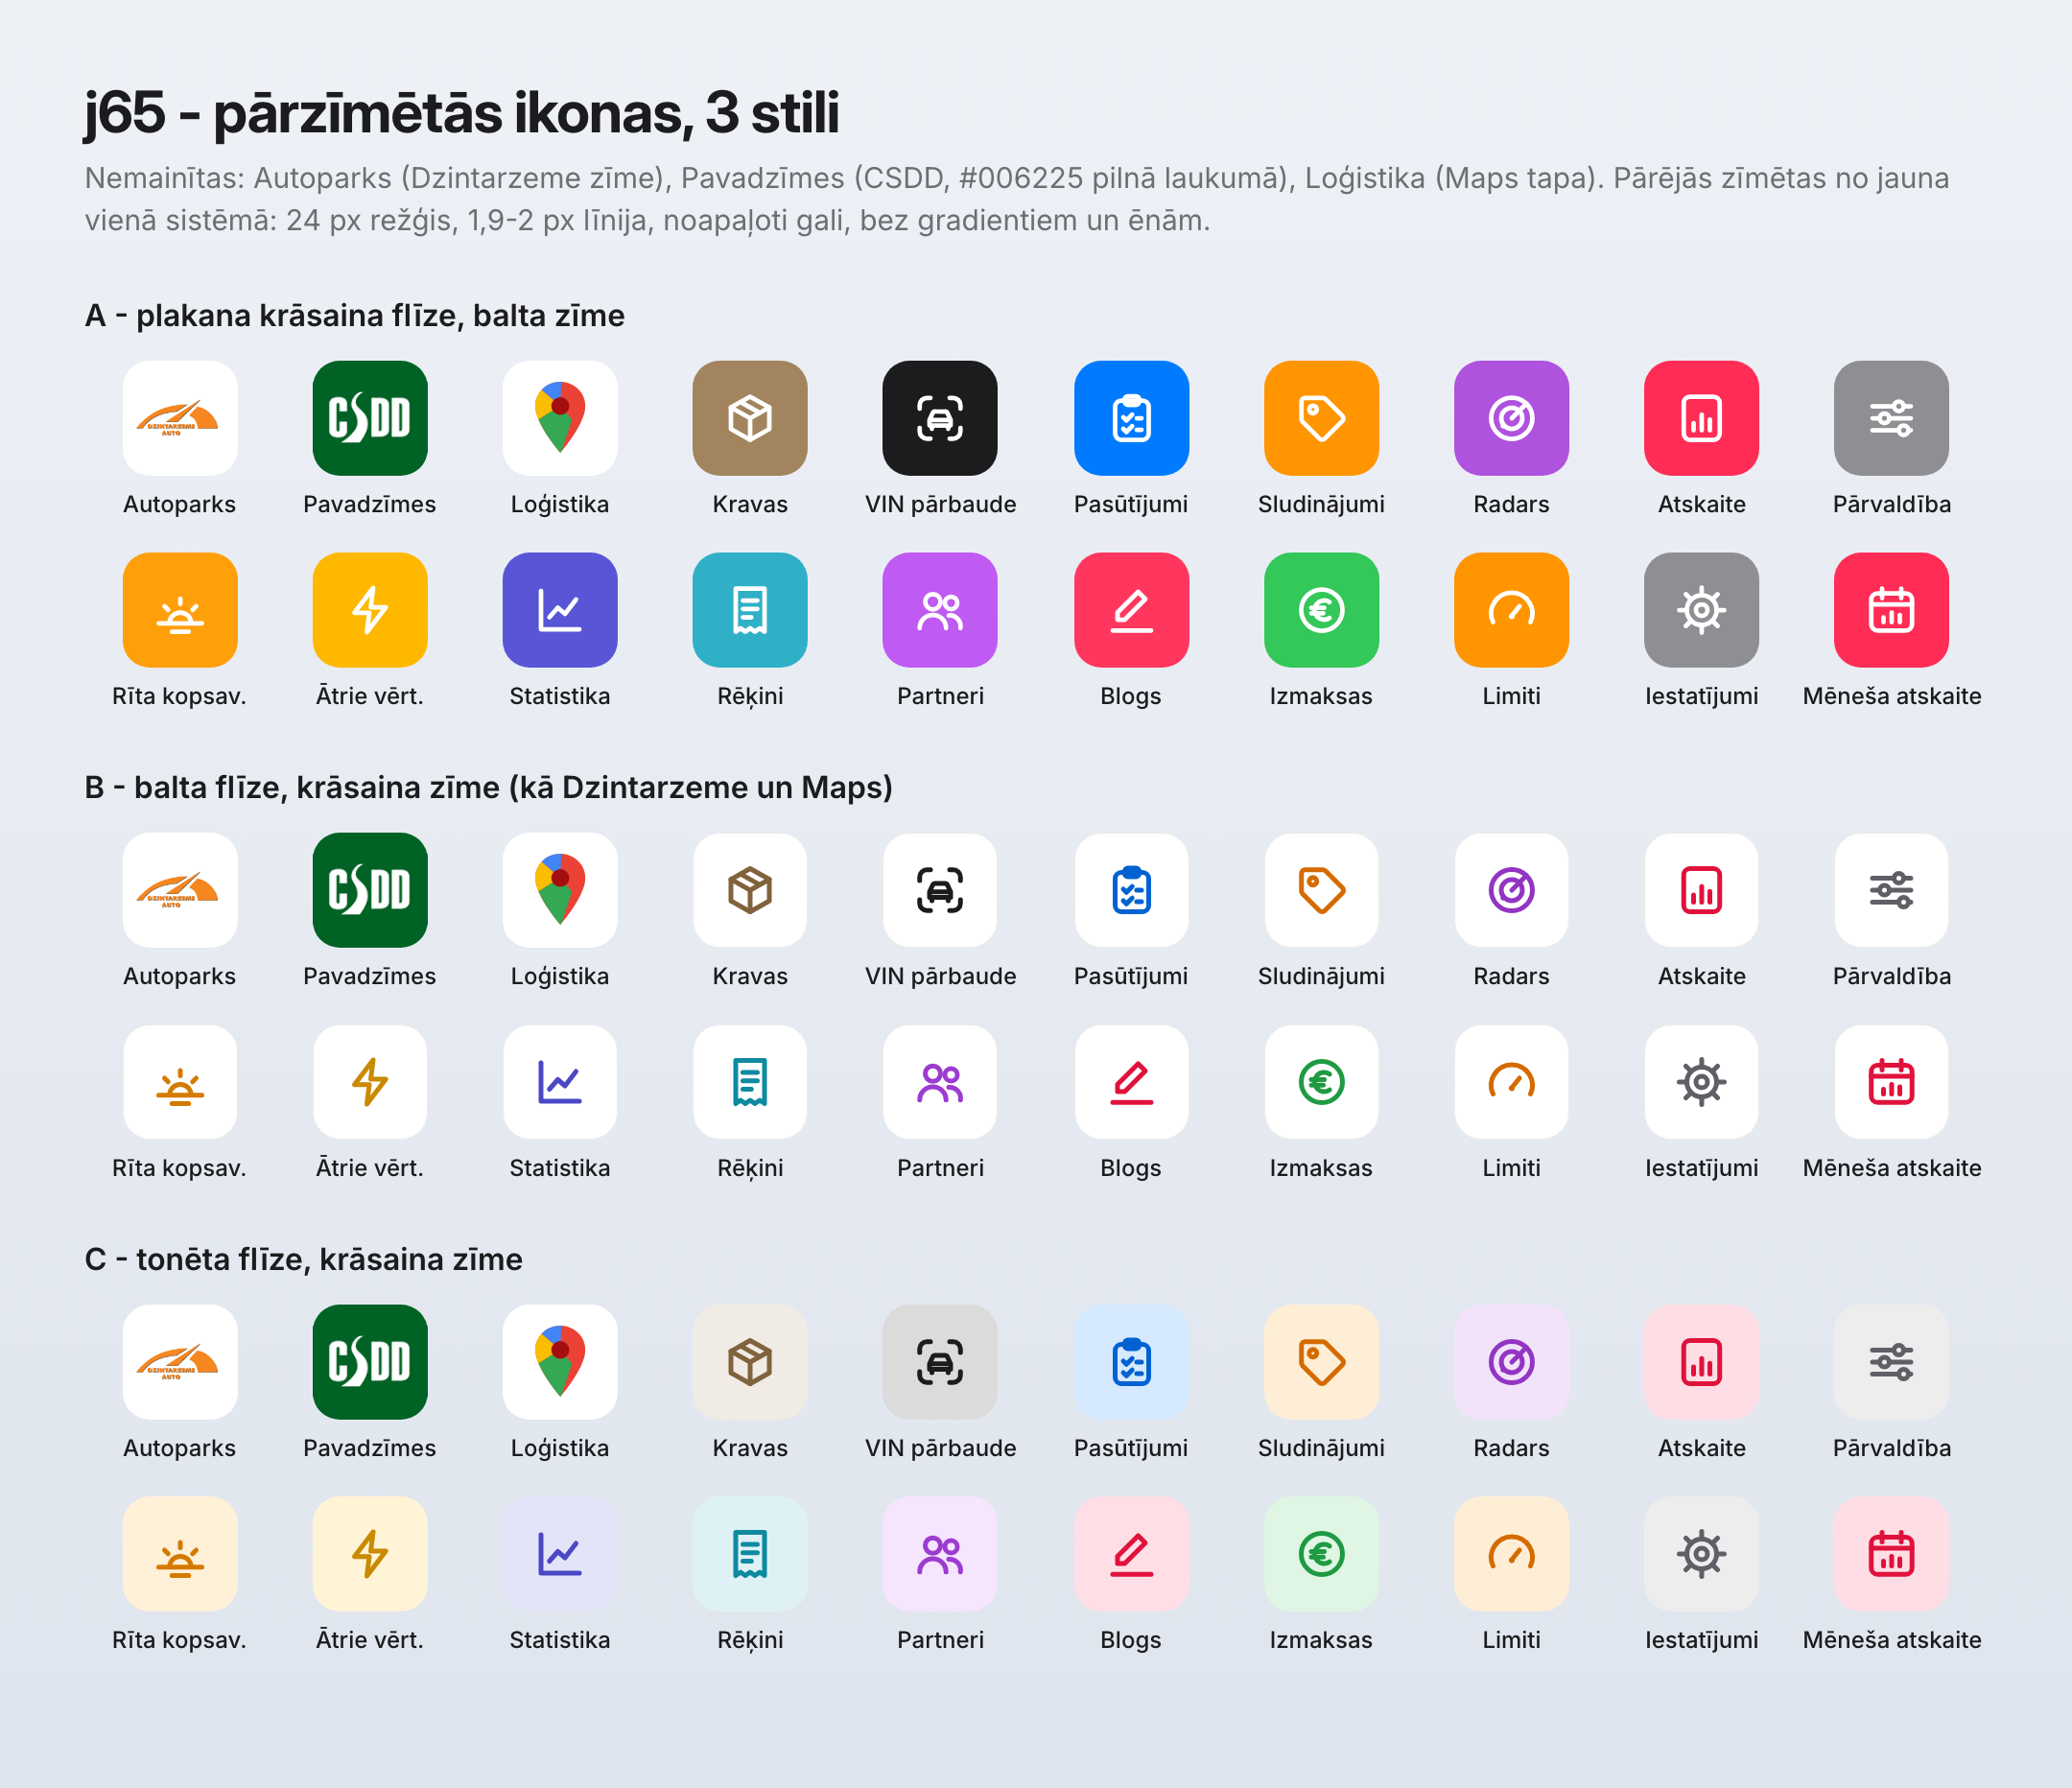 j65 - pārzīmētās ikonas, 3 stili
Nemainītas: Autoparks (Dzintarzeme zīme), Pavadzīmes (CSDD, #006225 pilnā laukumā), Loģistika (Maps tapa). Pārējās zīmētas no jauna
vienā sistēmā: 24 px režģis, 1,9-2 px līnija, noapaļoti gali, bez gradientiem un ēnām.
A - plakana krāsaina flīze, balta zīme
DZINTARZEME
AUTO
CSDD
Autoparks Pavadzīmes Loģistika Kravas VIN pārbaude Pasūtījumi Sludinājumi Radars Atskaite Pārvaldība
€
Rīta kopsav. Ātrie vērt. Statistika Rēķini Partneri Blogs Izmaksas Limiti Iestatījumi Mēneša atskaite
B - balta flīze, krāsaina zīme (kā Dzintarzeme un Maps)
DZINTARZEME
AUTO
CSDD
Autoparks Pavadzīmes Loģistika Kravas VIN pārbaude Pasūtījumi Sludinājumi Radars Atskaite Pārvaldība
€
Rīta kopsav. Ātrie vērt. Statistika Rēķini Partneri Blogs Izmaksas Limiti Iestatījumi Mēneša atskaite
C - tonēta flīze, krāsaina zīme
DZINTARZEME
AUTO
CSDD
Autoparks Pavadzīmes Loģistika Kravas VIN pārbaude Pasūtījumi Sludinājumi Radars Atskaite Pārvaldība
€
Rīta kopsav. Ātrie vērt. Statistika Rēķini Partneri Blogs Izmaksas Limiti Iestatījumi Mēneša atskaite